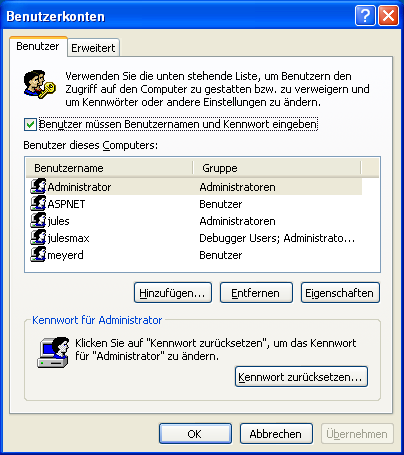 Benutzerkonten
Benutzer Erweitert
Verwenden Sie die unten stehende Liste, um Benutzern den
Zugriff auf den Computer zu gestatten bzw. zu verweigern und
um Kennwörter oder andere Einstellungen zu ändern.
Benutzer müssen Benutzernamen und Kennwort eingeben
Benutzer dieses Computers:
Benutzername Gruppe
Administrator Administratoren
ASPNET Benutzer
jules Administratoren
julesmax Debugger Users; Administrato...
meyerd Benutzer
Hinzufügen... Entfernen Eigenschaften
Kennwort für Administrator
Klicken Sie auf "Kennwort zurücksetzen", um das Kennwort
für "Administrator" zu ändern.
Kennwort zurücksetzen...
OK Abbrechen Übernehmen